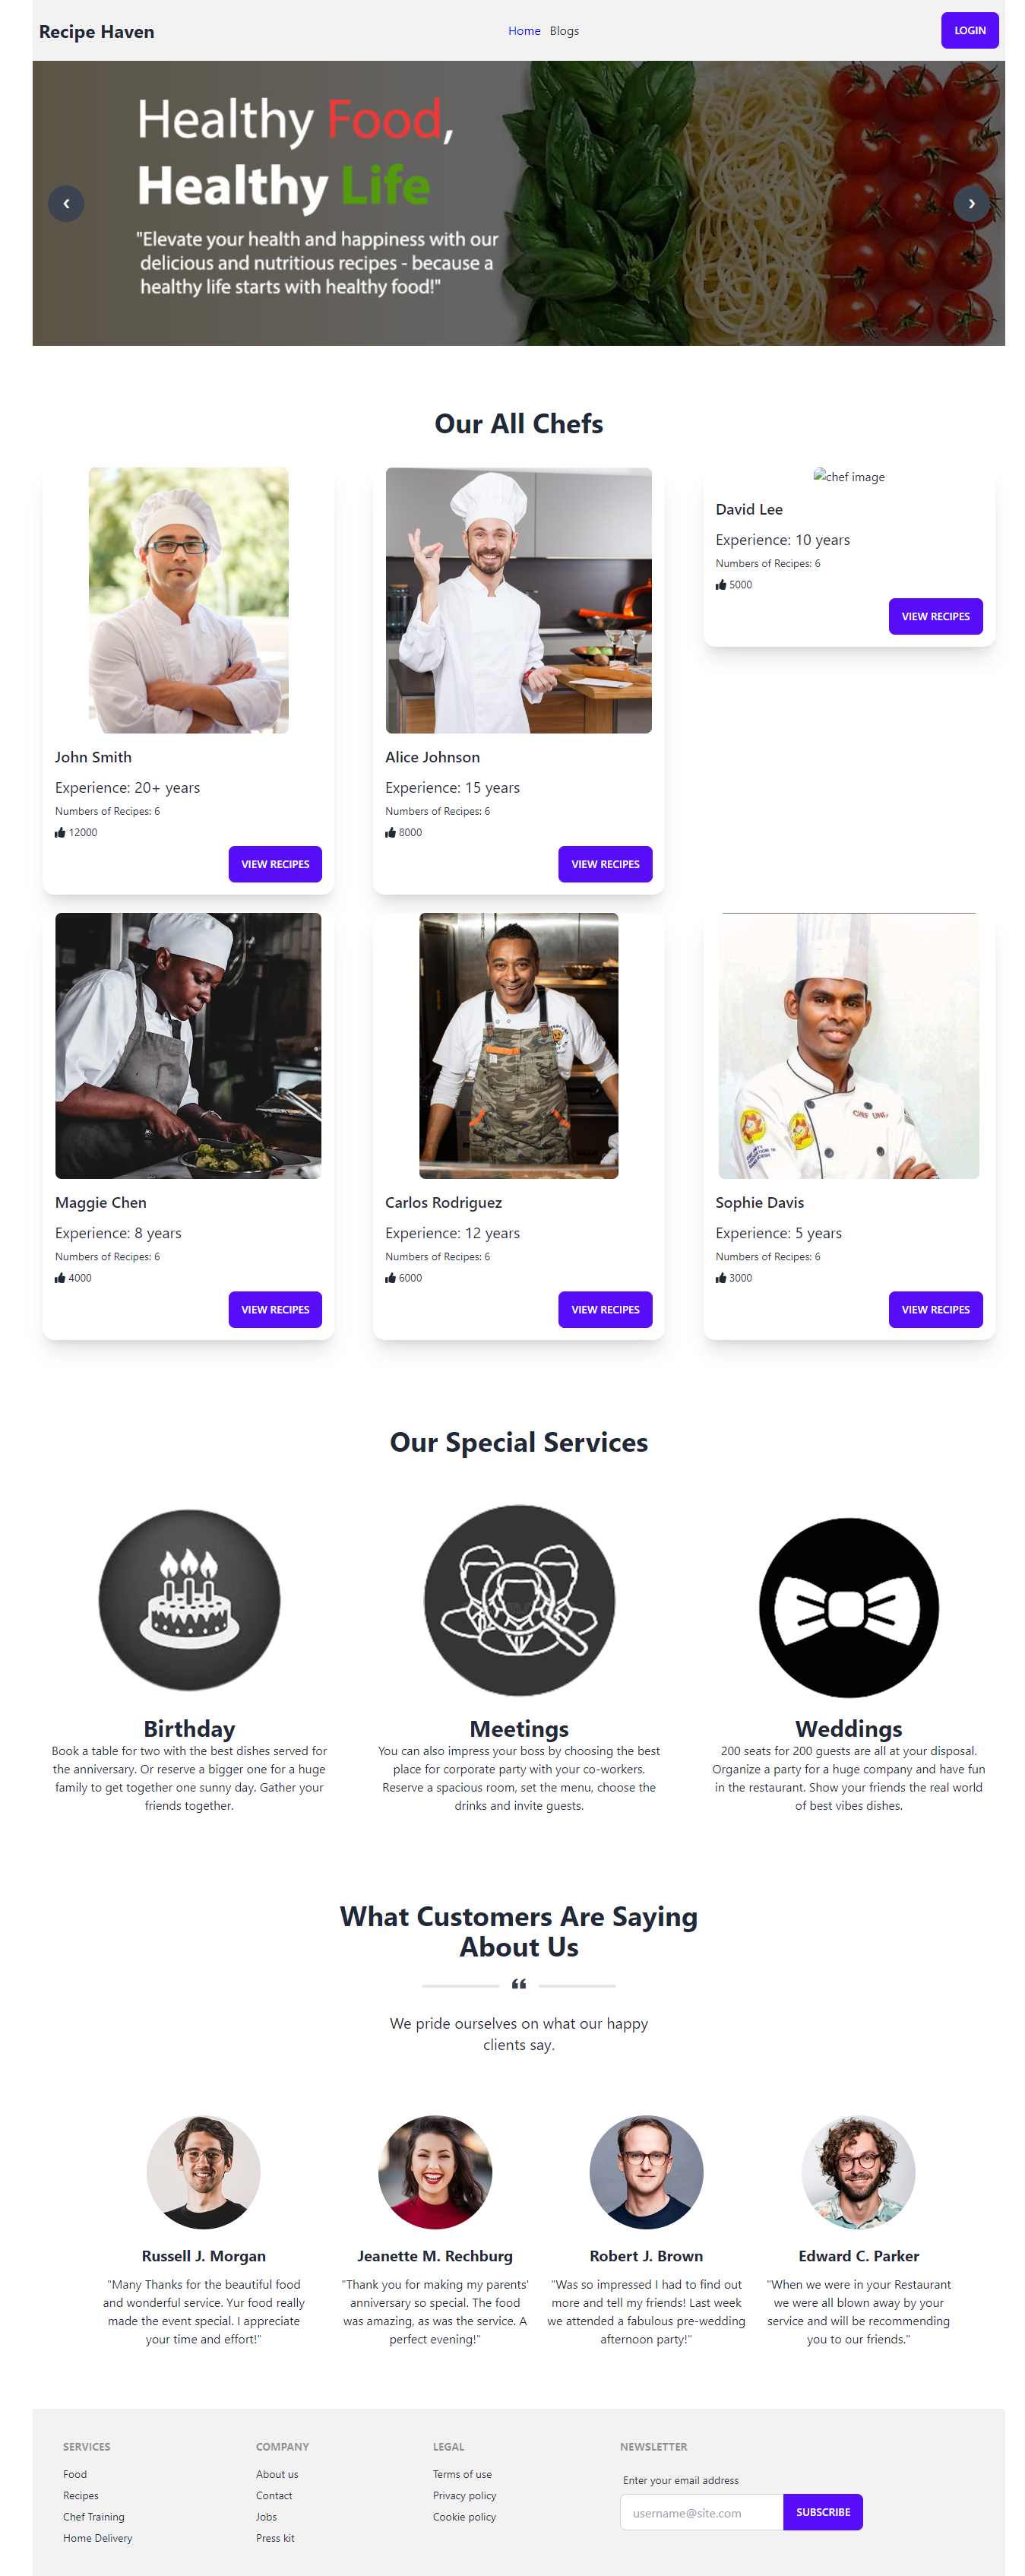 Recipe Haven
Home Blogs
LOGIN
Healthy Food,
Healthy Life
"Elevate your health and happiness with our
delicious and nutritious recipes - because a
healthy life starts with healthy food!"
Our All Chefs
John Smith
Experience: 20+ years
Numbers of Recipes: 6
12000
VIEW RECIPES
Alice Johnson
Experience: 15 years
Numbers of Recipes: 6
8000
VIEW RECIPES
chef image
David Lee
Experience: 10 years
Numbers of Recipes: 6
5000
VIEW RECIPES
Maggie Chen
Experience: 8 years
Numbers of Recipes: 6
4000
VIEW RECIPES
Carlos Rodriguez
Experience: 12 years
Numbers of Recipes: 6
6000
VIEW RECIPES
Sophie Davis
Experience: 5 years
Numbers of Recipes: 6
3000
VIEW RECIPES
Our Special Services
Birthday
Book a table for two with the best dishes served for
the anniversary. Or reserve a bigger one for a huge
family to get together one sunny day. Gather your
friends together.
Meetings
You can also impress your boss by choosing the best
place for corporate party with your co-workers.
Reserve a spacious room, set the menu, choose the
drinks and invite guests.
Weddings
200 seats for 200 guests are all at your disposal.
Organize a party for a huge company and have fun
in the restaurant. Show your friends the real world
of best vibes dishes.
What Customers Are Saying
About Us
We pride ourselves on what our happy
clients say.
Russell J. Morgan
"Many Thanks for the beautiful food
and wonderful service. Yur food really
made the event special. I appreciate
your time and effort!"
Jeanette M. Rechburg
"Thank you for making my parents'
anniversary so special. The food
was amazing, as was the service. A
perfect evening!"
Robert J. Brown
"Was so impressed I had to find out
more and tell my friends! Last week
we attended a fabulous pre-wedding
afternoon party!"
Edward C. Parker
"When we were in your Restaurant
we were all blown away by your
service and will be recommending
you to our friends."
SERVICES
Food
Recipes
Chef Training
Home Delivery
COMPANY
About us
Contact
Jobs
Press kit
LEGAL
Terms of use
Privacy policy
Cookie policy
NEWSLETTER
Enter your email address
username@site.com
SUBSCRIBE